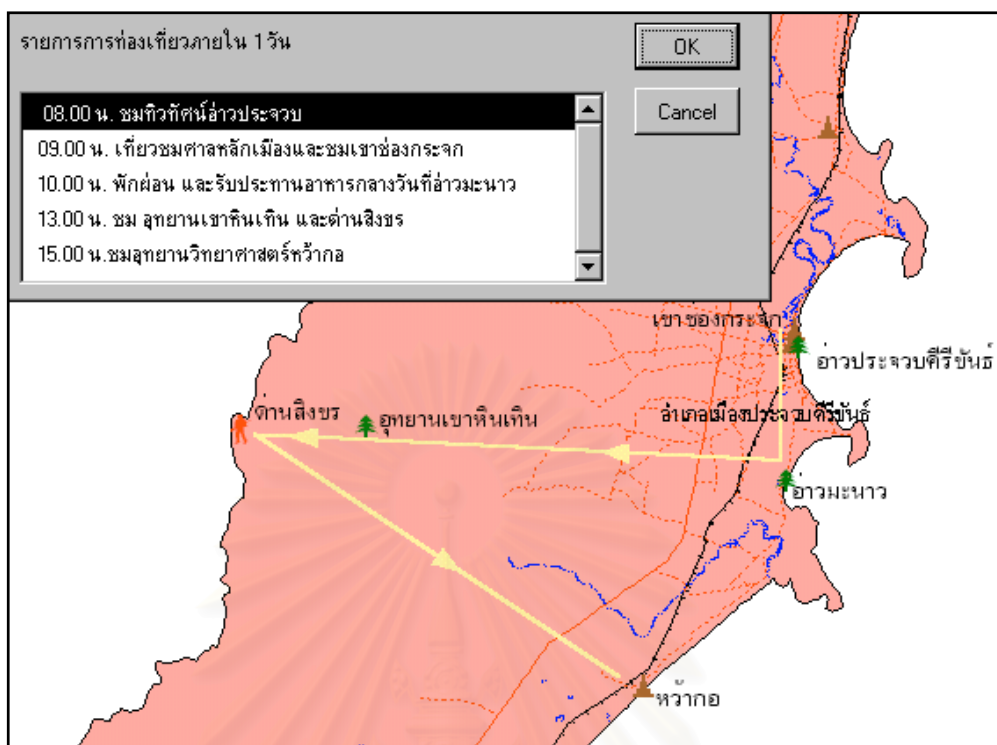 รายการการท่องเที่ยวภายใน 1 วัน
OK
Cancel
08.00 น. ชมทิวทัศน์อ่าวประจวบ
09.00 น. เที่ยวชมศาลหลักเมืองและชมเขาช่องกระจก
10.00 น. พักผ่อน และรับประทานอาหารกลางวันที่อ่าวมะนาว
13.00 น. ชม อุทยานเขาหินเทิน และด่านสิงขร
15.00 น.ชมอุทยานวิทยาศาสตร์หว้ากอ
เขาชองกระจก
อ่าวประจวบคีรีขันธ์
ด่านสิงขร
อุทยานเขาหินเทิน
อำเภอเมืองประจวบคีรีขันธ์
อ่าวมะนาว
หว้ากอ